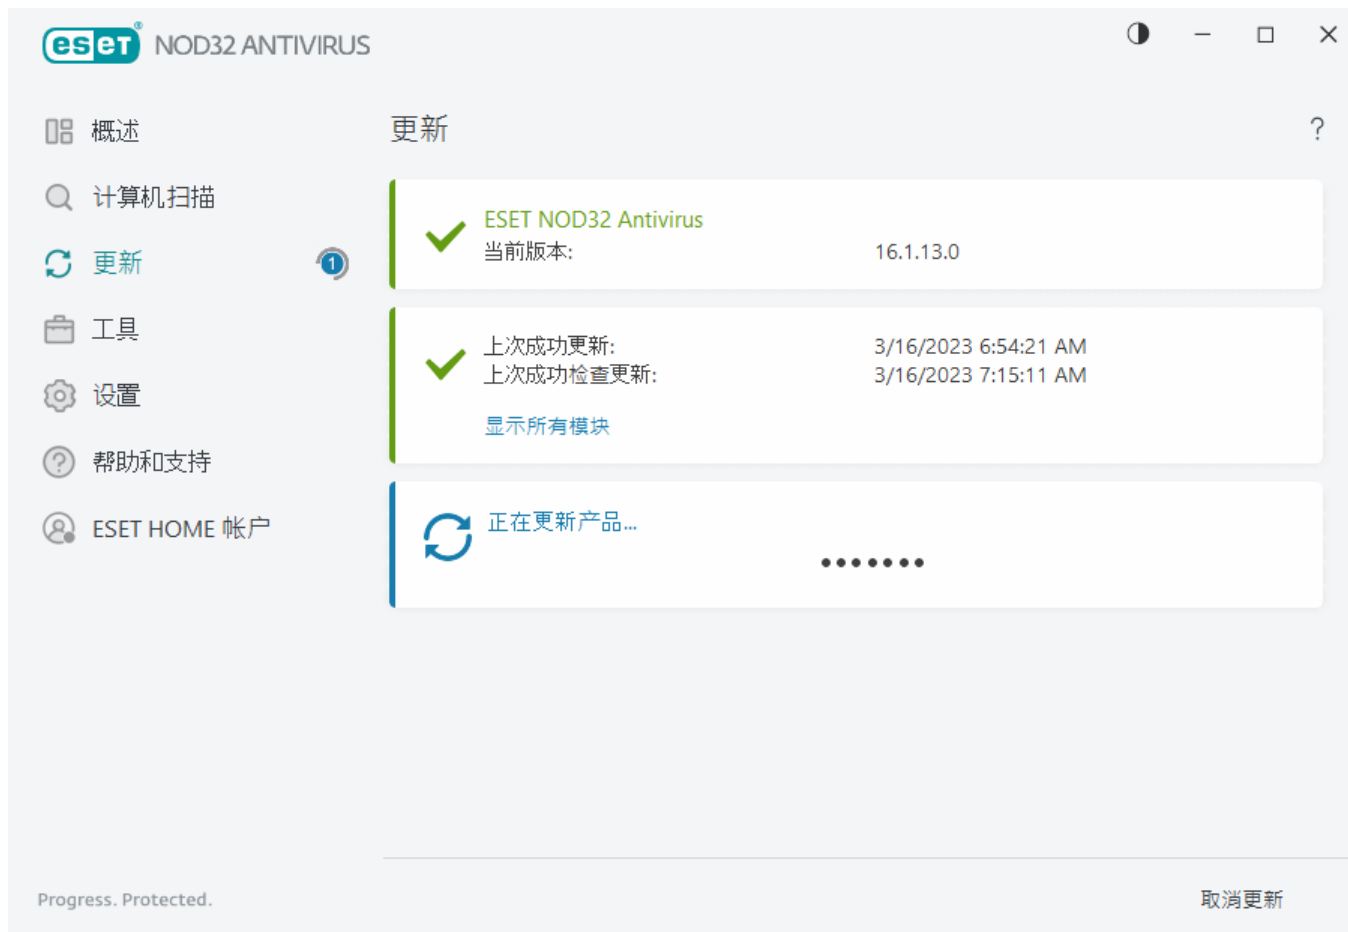 eset® NOD32 ANTIVIRUS
概述
计算机扫描
更新 1
工具
设置
帮助和支持
ESET HOME 帐户
更新 ?
ESET NOD32 Antivirus
当前版本: 16.1.13.0
上次成功更新: 3/16/2023 6:54:21 AM
上次成功检查更新: 3/16/2023 7:15:11 AM
显示所有模块
正在更新产品...
Progress. Protected.
取消更新